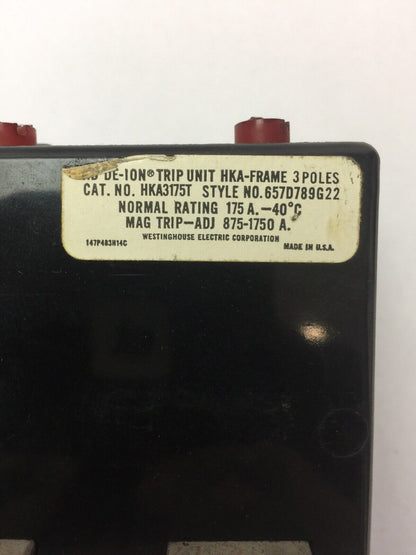 DE-ION® TRIP UNIT HKA-FRAME 3 POLES
CAT. NO. HKA3175T STYLE NO. 657D789G22
NORMAL RATING 175 A.-40°C
MAG TRIP-ADJ 875-1750 A.
WESTINGHOUSE ELECTRIC CORPORATION
147P483H14C MADE IN U.S.A.